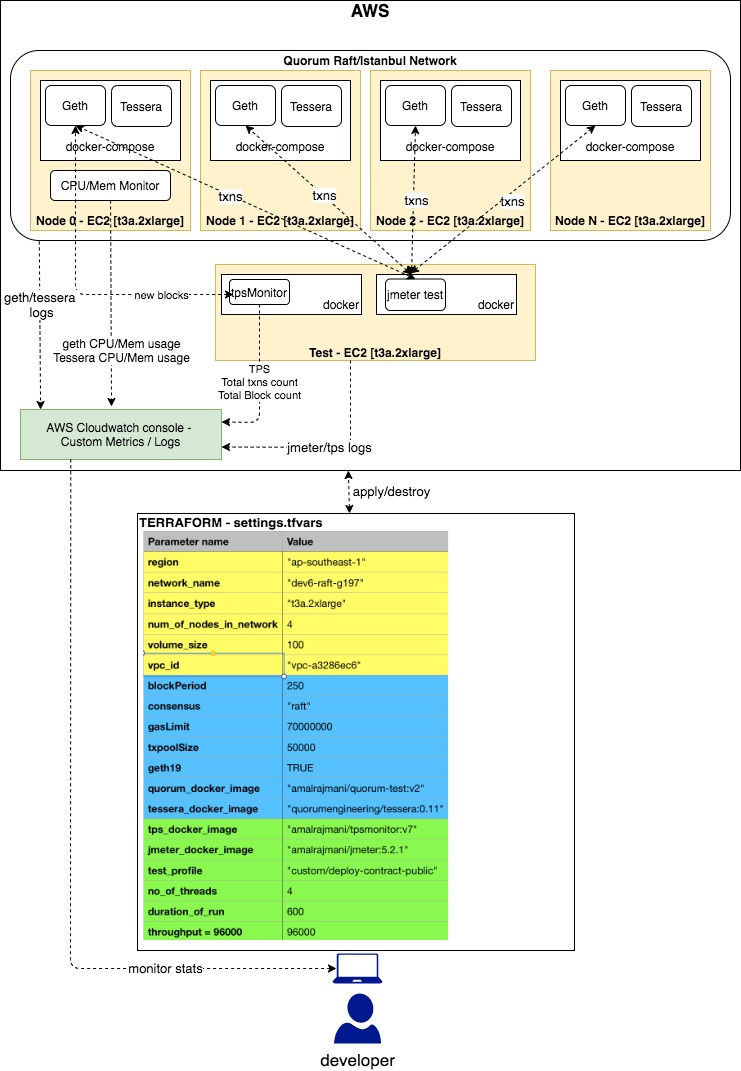 AWS
Quorum Raft/Istanbul Network
Geth
Tessera
docker-compose
CPU/Mem Monitor
Node 0 - EC2 [t3a.2xlarge]
Geth
Tessera
docker-compose
Node 1 - EC2 [t3a.2xlarge]
Geth
Tessera
docker-compose
Node 2 - EC2 [t3a.2xlarge]
Geth
Tessera
docker-compose
Node N - EC2 [t3a.2xlarge]
txns
txns
txns
txns
geth/tessera
logs
new blocks
tpsMonitor
docker
jmeter test
docker
Test - EC2 [t3a.2xlarge]
geth CPU/Mem usage
Tessera CPU/Mem usage
TPS
Total txns count
Total Block count
AWS Cloudwatch console -
Custom Metrics / Logs
jmeter/tps logs
apply/destroy
TERRAFORM - settings.tfvars
Parameter name Value
region "ap-southeast-1"
network_name "dev6-raft-g197"
instance_type "t3a.2xlarge"
num_of_nodes_in_network 4
volume_size 100
vpc_id "vpc-a3286ec6"
blockPeriod 250
consensus "raft"
gasLimit 70000000
txpoolSize 50000
geth19 TRUE
quorum_docker_image "amalrajmani/quorum-test:v2"
tessera_docker_image "quorumengineering/tessera:0.11"
tps_docker_image "amalrajmani/tpsmonitor:v7"
jmeter_docker_image "amalrajmani/jmeter:5.2.1"
test_profile "custom/deploy-contract-public"
no_of_threads 4
duration_of_run 600
throughput = 96000 96000
monitor stats
developer